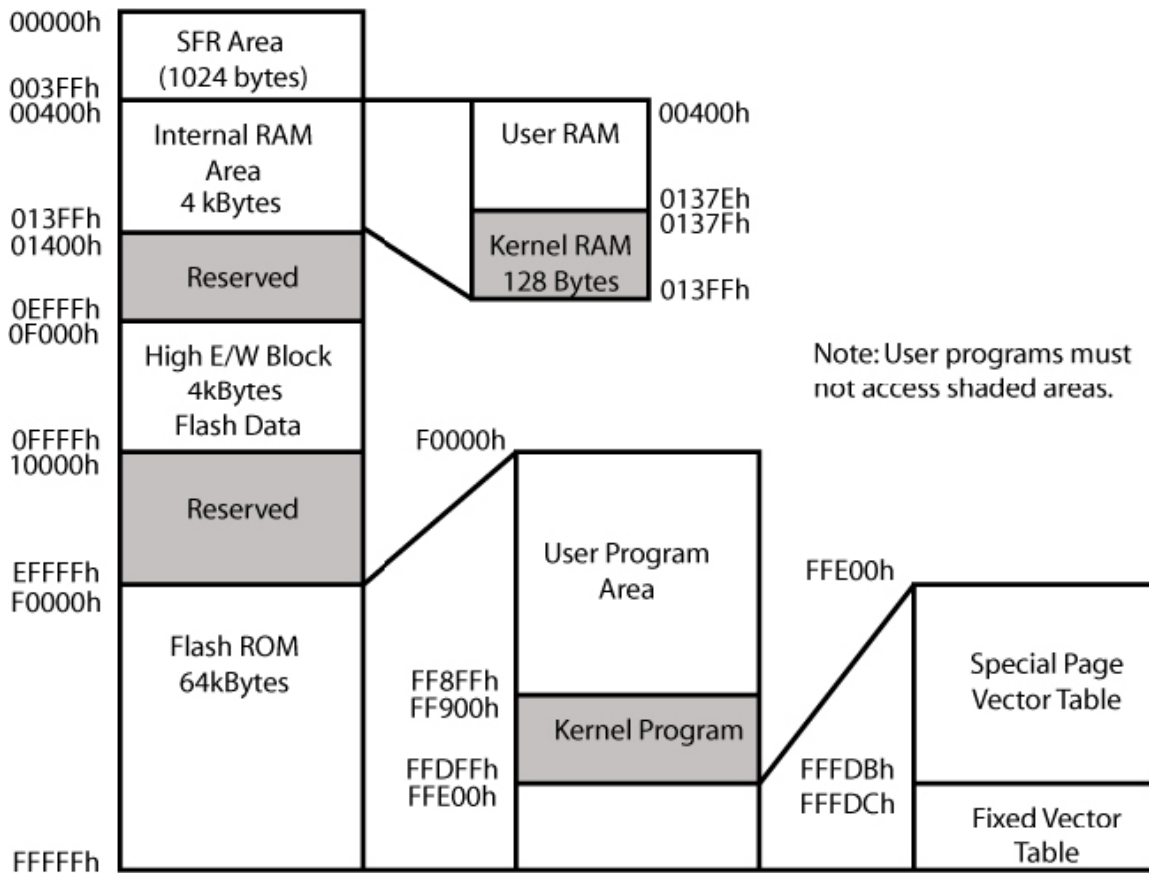 00000h
SFR Area
(1024 bytes)
003FFh
00400h
Internal RAM
Area
4 kBytes
013FFh
01400h
Reserved
0EFFFh
0F000h
High E/W Block
4kBytes
Flash Data
0FFFFh
10000h
Reserved
EFFFFh
F0000h
Flash ROM
64kBytes
FFFFFh
User RAM
00400h
0137Eh
0137Fh
Kernel RAM
128 Bytes
013FFh
Note: User programs must
not access shaded areas.
F0000h
User Program
Area
FF8FFh
FF900h
Kernel Program
FFDFFh
FFE00h
FFE00h
Special Page
Vector Table
FFFDBh
FFFDCh
Fixed Vector
Table